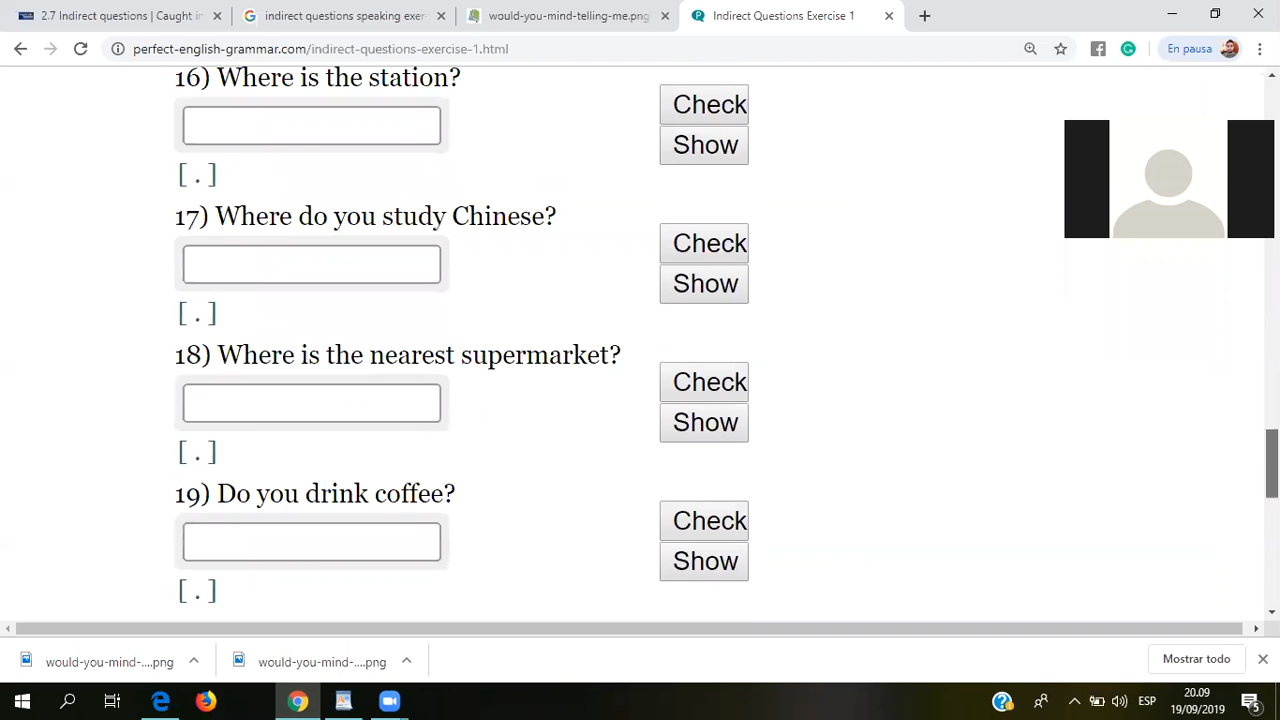 2.7 Indirect questions | Caught in
indirect questions speaking exer
would-you-mind-telling-me.png
Indirect Questions Exercise 1
perfect-english-grammar.com/indirect-questions-exercise-1.html
En pausa
16) Where is the station?
Check
Show
[ . ]
17) Where do you study Chinese?
Check
Show
[ . ]
18) Where is the nearest supermarket?
Check
Show
[ . ]
19) Do you drink coffee?
Check
Show
[ . ]
would-you-mind-....png
would-you-mind-....png
Mostrar todo
ESP
20.09
19/09/2019
5